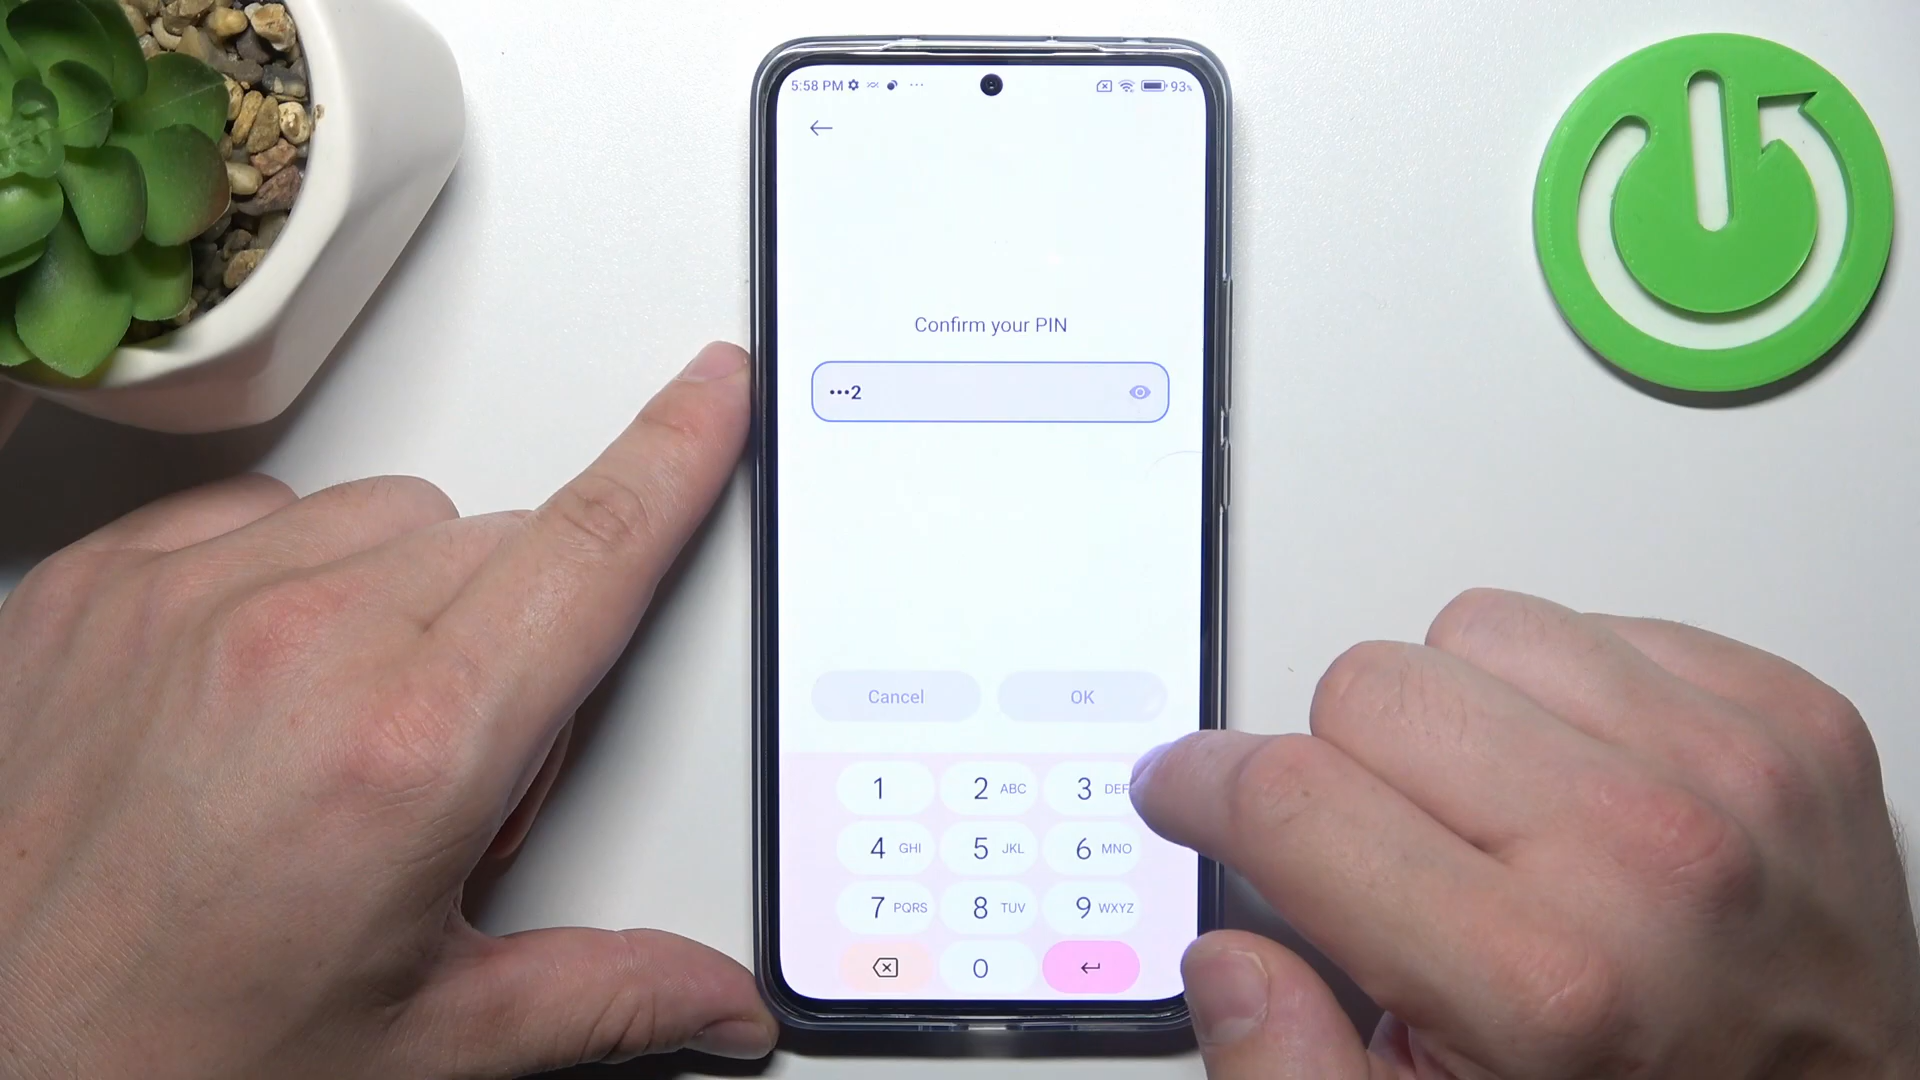 5:58 PM ... 93%
←
Confirm your PIN
•••2
Cancel OK
1 2 ABC 3 DEF
4 GHI 5 JKL 6 MNO
7 PQRS 8 TUV 9 WXYZ
0